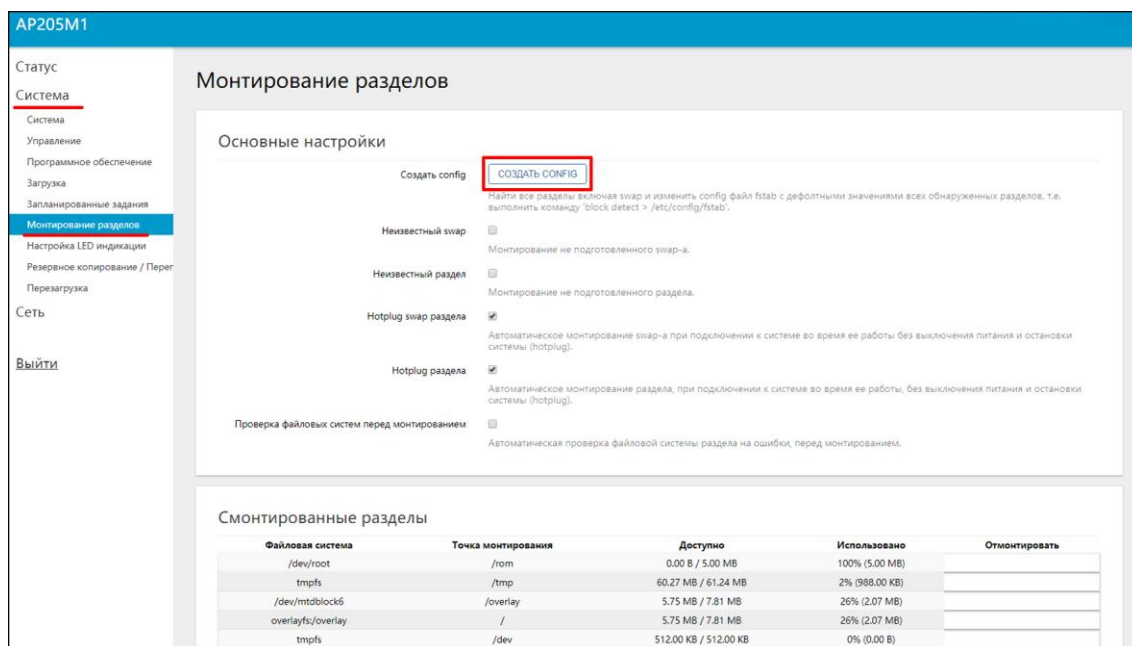 AP205M1
Статус
Система
Система
Управление
Программное обеспечение
Загрузка
Запланированные задания
Монтирование разделов
Настройка LED индикации
Резервное копирование / Перег
Перезагрузка
Сеть
Выйти
Монтирование разделов
Основные настройки
Создать config
СОЗДАТЬ CONFIG
Найти все разделы включая swap и изменить config файл fstab с дефолтными значениями всех обнаруженных разделов, т.е.
выполнить команду 'block detect > /etc/config/fstab'.
Неизвестный swap
Монтирование не подготовленного swap-а.
Неизвестный раздел
Монтирование не подготовленного раздела.
Hotplug swap раздела
Автоматическое монтирование swap-а при подключении к системе во время ее работы без выключения питания и остановки
системы (hotplug).
Hotplug раздела
Автоматическое монтирование раздела, при подключении к системе во время ее работы, без выключения питания и остановки
системы (hotplug).
Проверка файловых систем перед монтированием
Автоматическая проверка файловой системы раздела на ошибки, перед монтированием.
Смонтированные разделы
Файловая система Точка монтирования Доступно Использовано Отмонтировать
/dev/root /rom 0.00 B / 5.00 MB 100% (5.00 MB)
tmpfs /tmp 60.27 MB / 61.24 MB 2% (988.00 KB)
/dev/mtdblock6 /overlay 5.75 MB / 7.81 MB 26% (2.07 MB)
overlayfs:/overlay / 5.75 MB / 7.81 MB 26% (2.07 MB)
tmpfs /dev 512.00 KB / 512.00 KB 0% (0.00 B)